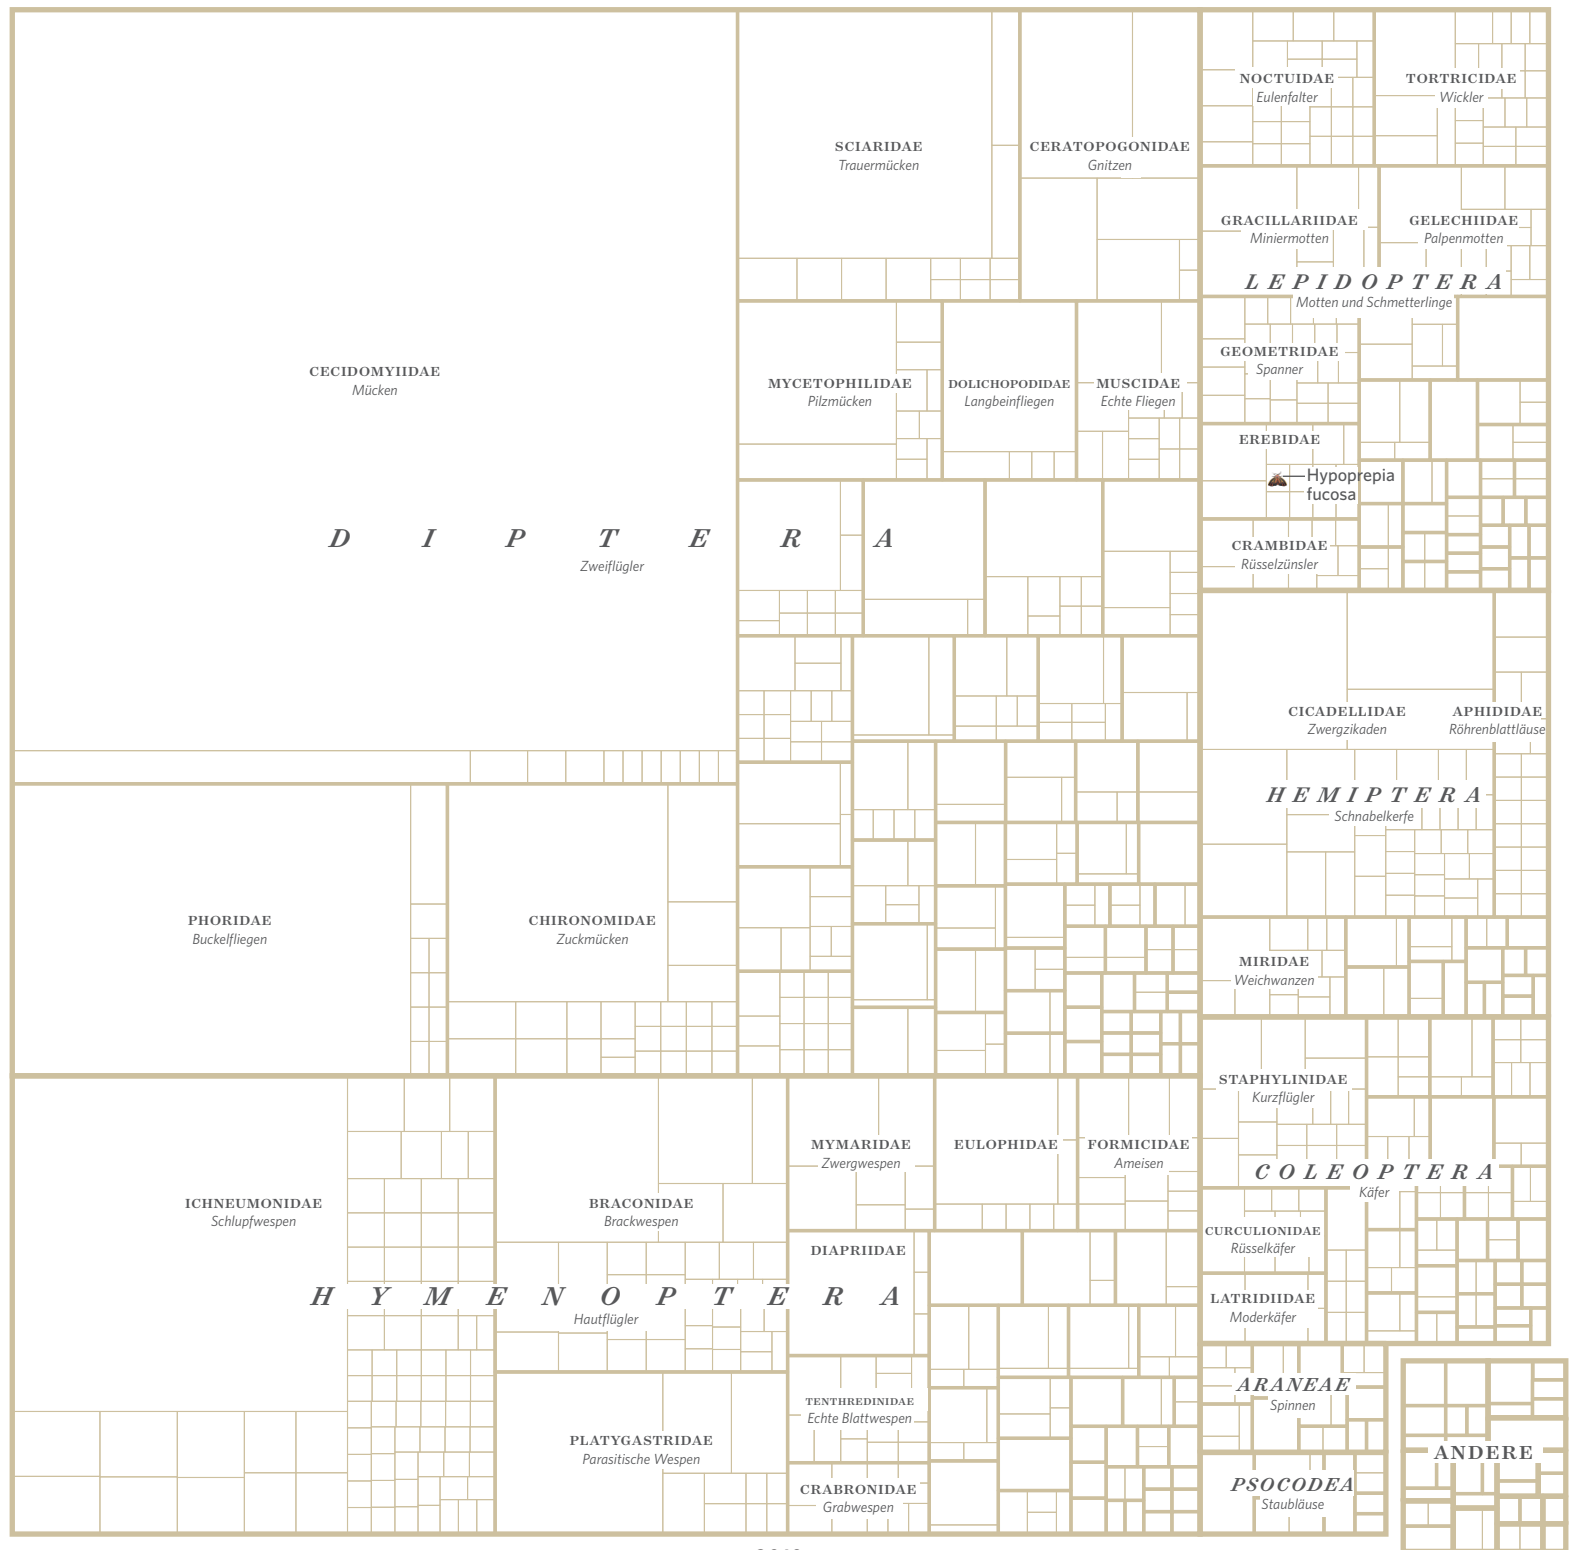 NOCTUIDAE
Eulenfalter
TORTRICIDAE
Wickler
SCIARIDAE
Trauermücken
CERATOPOGONIDAE
Gnitzen
GRACILLARIIDAE
Miniermotten
GELECHIIDAE
Palpenmotten
LEPIDOPTERA
Motten und Schmetterlinge
GEOMETRIDAE
Spanner
CECIDOMYIIDAE
Mücken
MYCETOPHILIDAE
Pilzmücken
DOLICHOPODIDAE
Langbeinfliegen
MUSCIDAE
Echte Fliegen
EREBIDAE
Hypoprepia
fucosa
DIPTERA
Zweiflügler
CRAMBIDAE
Rüsselzünsler
CICADELLIDAE
Zwergzikaden
APHIDIDAE
Röhrenblattläuse
HEMIPTERA
Schnabelkerfe
PHORIDAE
Buckelfliegen
CHIRONOMIDAE
Zuckmücken
MIRIDAE
Weichwanzen
STAPHYLINIDAE
Kurzflügler
MYMARIDAE
Zwergwespen
EULOPHIDAE
FORMICIDAE
Ameisen
COLEOPTERA
Käfer
ICHNEUMONIDAE
Schlupfwespen
BRACONIDAE
Brackwespen
CURCULIONIDAE
Rüsselkäfer
DIAPRIIDAE
HYMENOPTERA
Hautflügler
LATRIDIIDAE
Moderkäfer
ARANEAE
Spinnen
TENTHREDINIDAE
Echte Blattwespen
PLATYGASTRIDAE
Parasitische Wespen
ANDERE
CRABRONIDAE
Grabwespen
PSOCODEA
Staubläuse